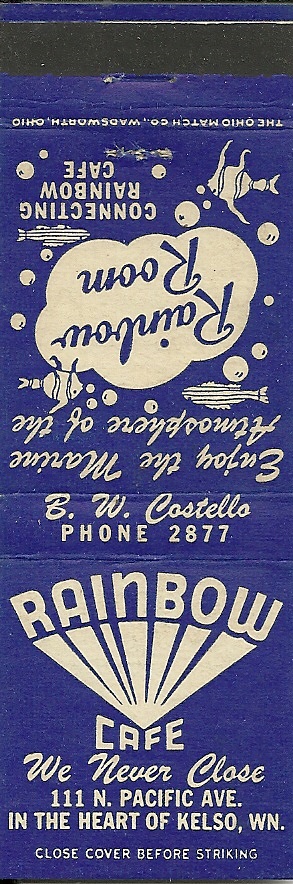 THE OHIO MATCH CO., WADSWORTH, OHIO
Enjoy the Marine
Atmosphere of the
Rainbow
Room
CONNECTING
RAINBOW
CAFE
B. W. Costello
PHONE 2877
RAINBOW
CAFE
We Never Close
111 N. PACIFIC AVE.
IN THE HEART OF KELSO, WN.
CLOSE COVER BEFORE STRIKING